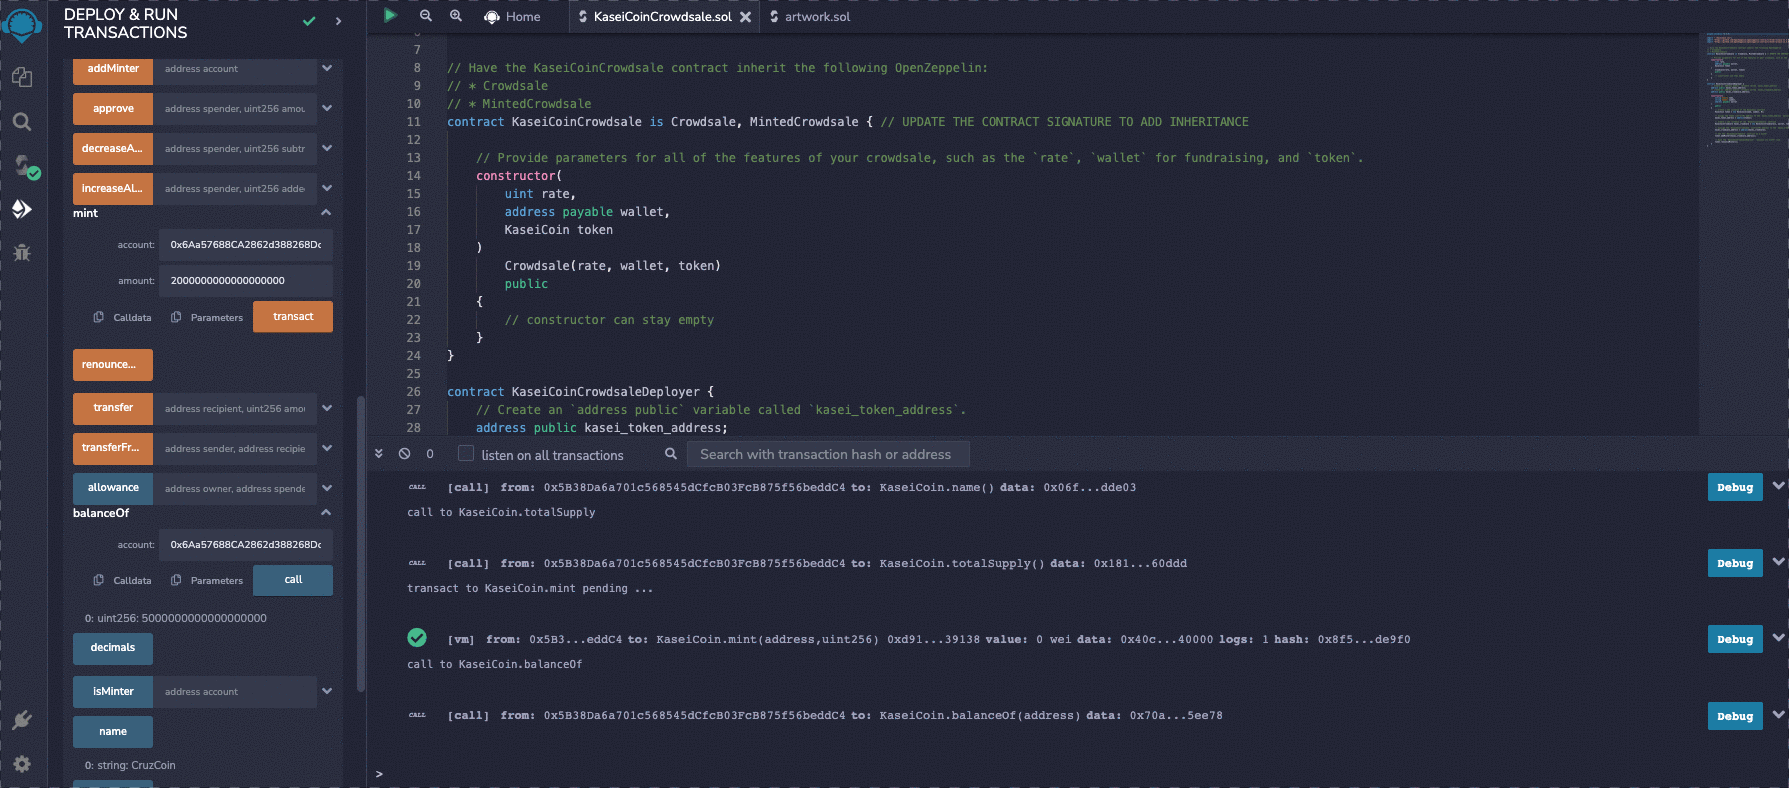 DEPLOY & RUN
TRANSACTIONS
addMinter address account
approve address spender, uint256 amou
decreaseA... address spender, uint256 subtr
increaseAl... address spender, uint256 adde
mint
account: 0x6Aa57688CA2862d388268Dc
amount: 2000000000000000000
Calldata Parameters transact
renounce...
transfer address recipient, uint256 amou
transferFr... address sender, address recipie
allowance address owner, address spende
balanceOf
account: 0x6Aa57688CA2862d388268Dc
Calldata Parameters call
0: uint256: 5000000000000000000
decimals
isMinter address account
name
0: string: CruzCoin
Home KaseiCoinCrowdsale.sol artwork.sol
7
8 // Have the KaseiCoinCrowdsale contract inherit the following OpenZeppelin:
9 // * Crowdsale
10 // * MintedCrowdsale
11 contract KaseiCoinCrowdsale is Crowdsale, MintedCrowdsale { // UPDATE THE CONTRACT SIGNATURE TO ADD INHERITANCE
12
13 // Provide parameters for all of the features of your crowdsale, such as the `rate`, `wallet` for fundraising, and `token`.
14 constructor(
15 uint rate,
16 address payable wallet,
17 KaseiCoin token
18 )
19 Crowdsale(rate, wallet, token)
20 public
21 {
22 // constructor can stay empty
23 }
24 }
25
26 contract KaseiCoinCrowdsaleDeployer {
27 // Create an `address public` variable called `kasei_token_address`.
28 address public kasei_token_address;
0 listen on all transactions Search with transaction hash or address
CALL [call] from: 0x5B38Da6a701c568545dCfcB03FcB875f56beddC4 to: KaseiCoin.name() data: 0x06f...dde03 Debug
call to KaseiCoin.totalSupply
CALL [call] from: 0x5B38Da6a701c568545dCfcB03FcB875f56beddC4 to: KaseiCoin.totalSupply() data: 0x181...60ddd Debug
transact to KaseiCoin.mint pending ...
[vm] from: 0x5B3...eddC4 to: KaseiCoin.mint(address,uint256) 0xd91...39138 value: 0 wei data: 0x40c...40000 logs: 1 hash: 0x8f5...de9f0 Debug
call to KaseiCoin.balanceOf
CALL [call] from: 0x5B38Da6a701c568545dCfcB03FcB875f56beddC4 to: KaseiCoin.balanceOf(address) data: 0x70a...5ee78 Debug
>